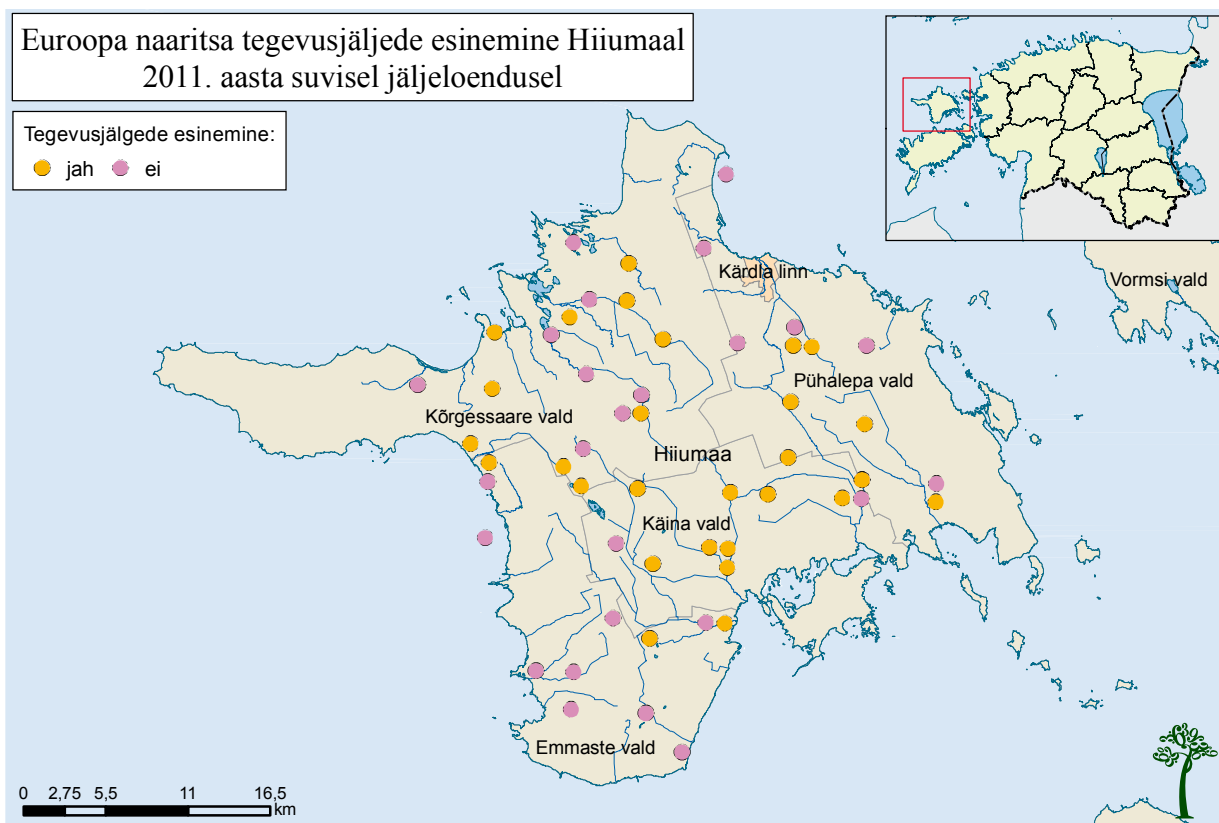 Euroopa naaritsa tegevusjäljede esinemine Hiiumaal
2011. aasta suvisel jäljeloendusel
Tegevusjälgede esinemine:
jah ei
Kärdla linn
Vormsi vald
Pühalepa vald
Kõrgessaare vald
Hiiumaa
Käina vald
Emmaste vald
0 2,75 5,5 11 16,5
km